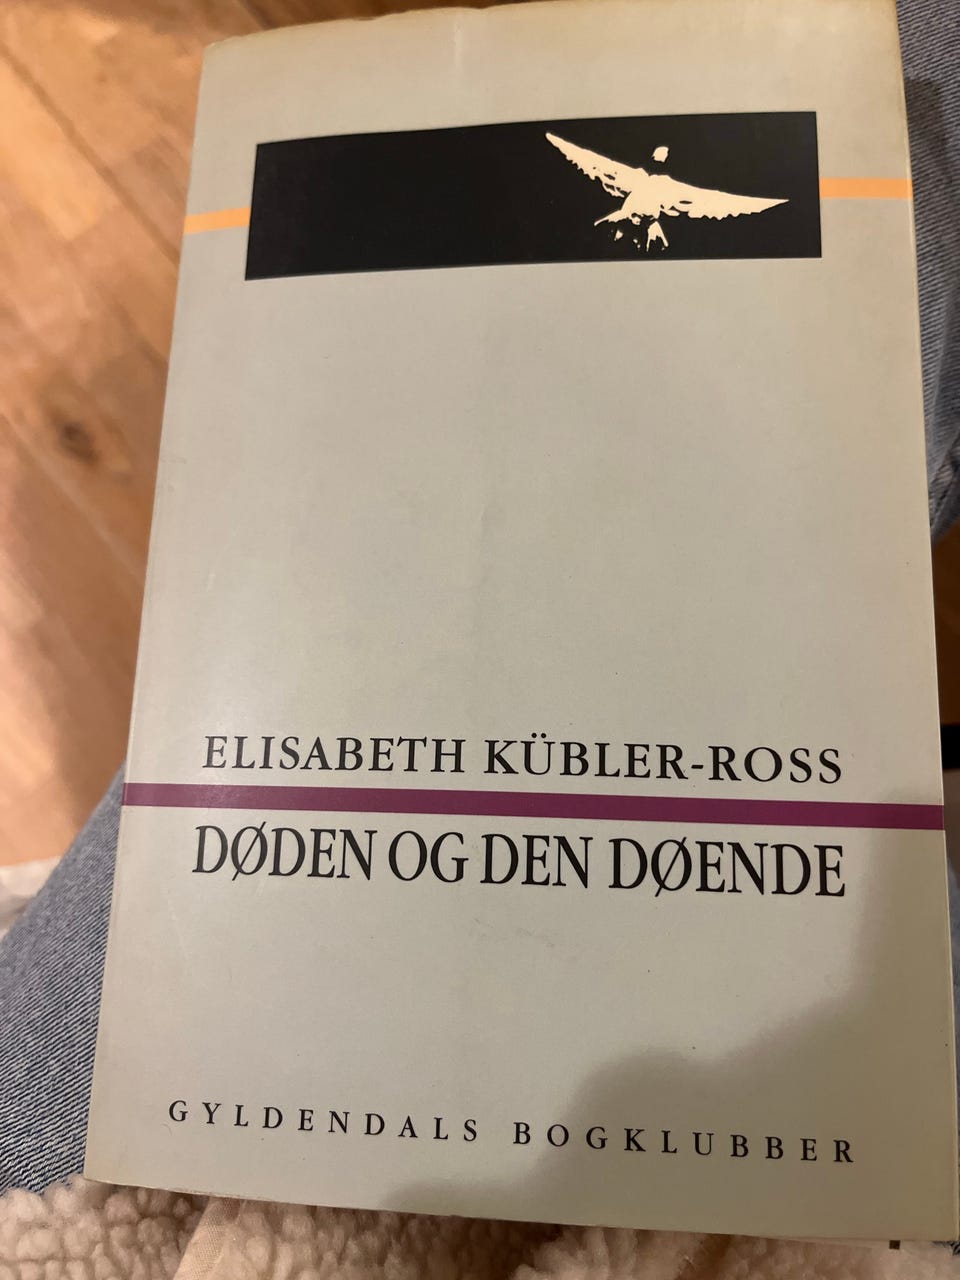 ELISABETH KÜBLER-ROSS
DØDEN OG DEN DØENDE
GYLDENDALS BOGKLUBBER